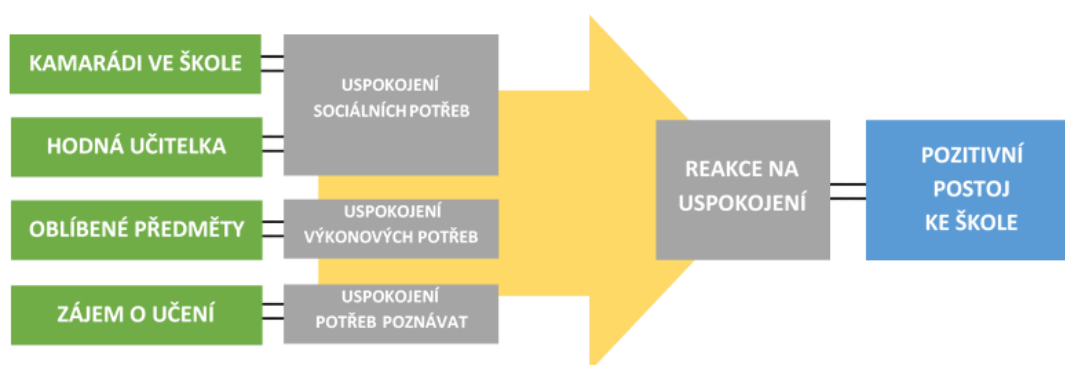 KAMARÁDI VE ŠKOLE
USPOKOJENÍ
SOCIÁLNÍCH POTŘEB
HODNÁ UČITELKA
OBLÍBENÉ PŘEDMĚTY
USPOKOJENÍ
VÝKONOVÝCH POTŘEB
ZÁJEM O UČENÍ
USPOKOJENÍ
POTŘEB POZNÁVAT
REAKCE NA
USPOKOJENÍ
POZITIVNÍ
POSTOJ
KE ŠKOLE